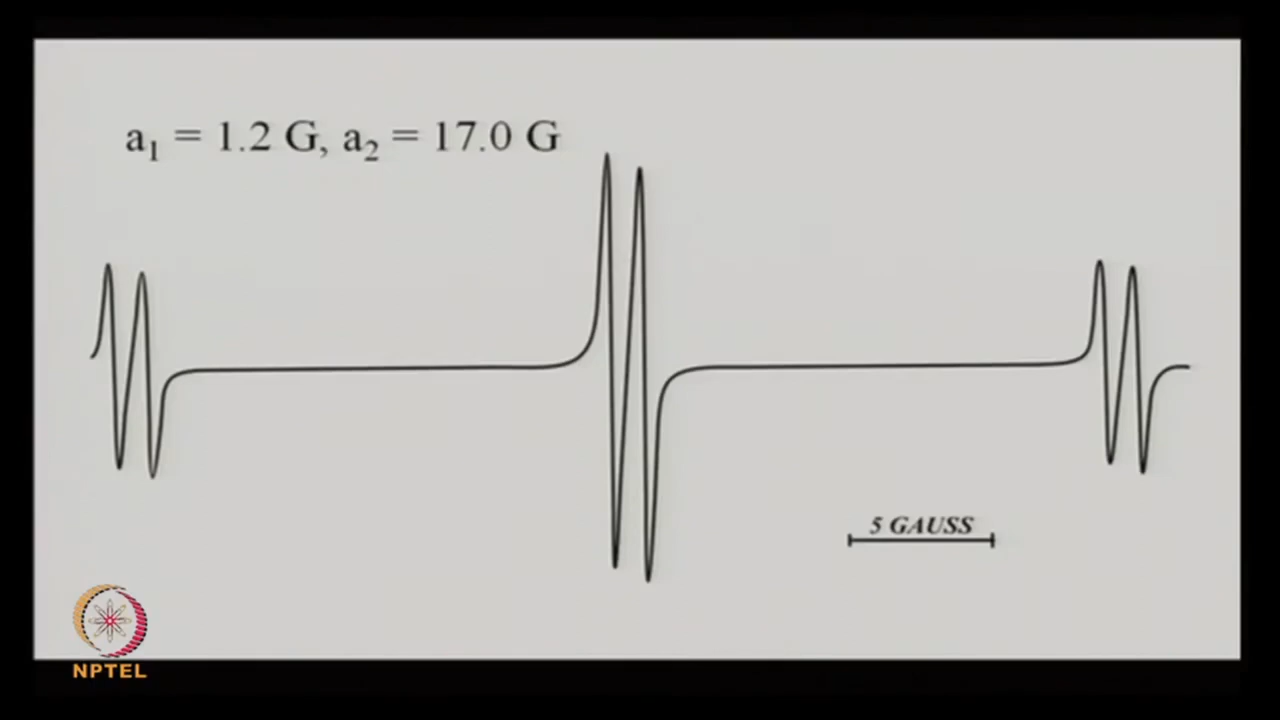 a₁ = 1.2 G, a₂ = 17.0 G
5 GAUSS
NPTEL